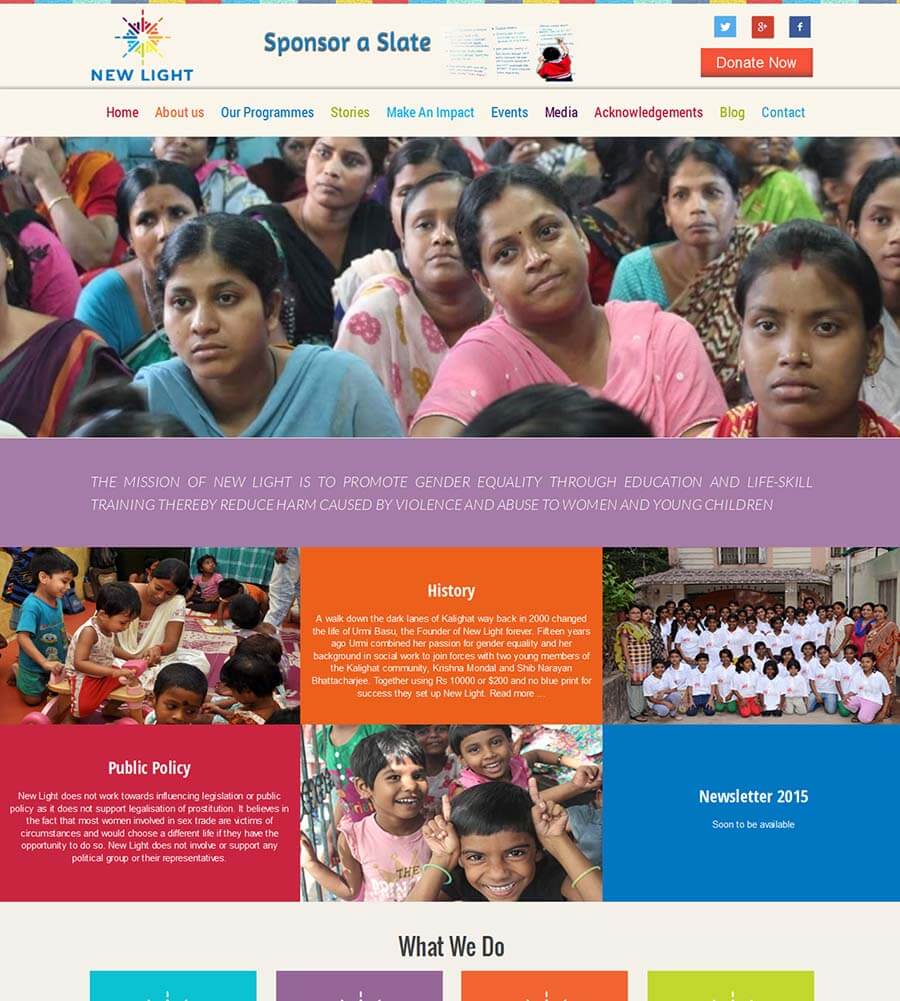 NEW LIGHT
Sponsor a Slate
Donate Now
Home About us Our Programmes Stories Make An Impact Events Media Acknowledgements Blog Contact
THE MISSION OF NEW LIGHT IS TO PROMOTE GENDER EQUALITY THROUGH EDUCATION AND LIFE-SKILL
TRAINING THEREBY REDUCE HARM CAUSED BY VIOLENCE AND ABUSE TO WOMEN AND YOUNG CHILDREN
History
A walk down the dark lanes of Kalighat way back in 2000 changed
the life of Urmi Basu, the Founder of New Light forever. Fifteen years
ago Urmi combined her passion for gender equality and her
background in social work to join forces with two young members of
the Kalighat community, Krishna Mondal and Shib Narayan
Bhattacharjee. Together using Rs 10000 or $200 and no blue print for
success they set up New Light. Read more ...
Public Policy
New Light does not work towards influencing legislation or public
policy as it does not support legalisation of prostitution. It believes in
the fact that most women involved in sex trade are victims of
circumstances and would choose a different life if they have the
opportunity to do so. New Light does not involve or support any
political group or their representatives.
Newsletter 2015
Soon to be available
What We Do